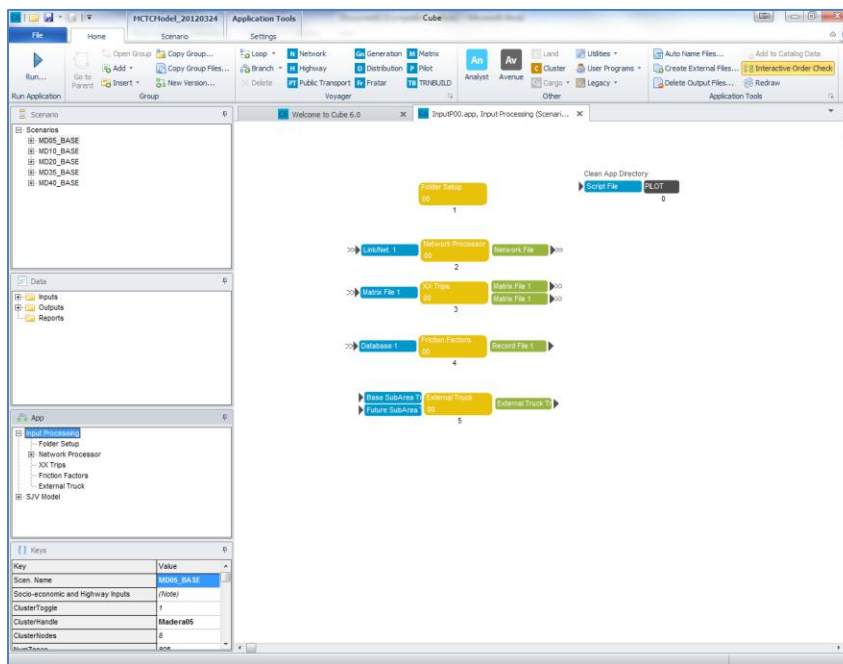 MCTCModel_20120324 Application Tools Cube
File Home Scenario Settings
Run...
Run Application
Go to Parent
Open Group
Add
Insert
Copy Group...
Copy Group Files...
New Version...
Group
Loop
Branch
Delete
N Network
H Highway
PT Public Transport
Gn Generation
D Distribution
Fr Fratar
M Matrix
P Pilot
TB TRNBUILD
Voyager
An Analyst
Av Avenue
Land
C Cluster
Cargo
Utilities
User Programs
Legacy
Other
Auto Name Files...
Create External Files...
Delete Output Files...
Add to Catalog Data
Interactive Order Check
Redraw
Application Tools
Scenario
Scenarios
MD05_BASE
MD10_BASE
MD20_BASE
MD35_BASE
MD40_BASE
Data
Inputs
Outputs
Reports
App
Input Processing
Folder Setup
Network Processor
XX Trips
Friction Factors
External Truck
SJV Model
Keys
Key Value
Scen. Name MD05_BASE
Socio-economic and Highway Inputs (Note)
ClusterToggle 1
ClusterHandle Madera05
ClusterNodes 8
Welcome to Cube 6.0
InputP00.app, Input Processing (Scenari...
Clean App Directory
Script File PILOT
0
Folder Setup
00
1
Link/Net. 1 Network Processor Network File
00
2
Matrix File 1 XX Trips Matrix File 1
00 Matrix File 1
3
Database 1 Friction Factors Record File 1
00
4
Base SubArea Tr External Truck External Truck Tr
Future SubArea 00
5